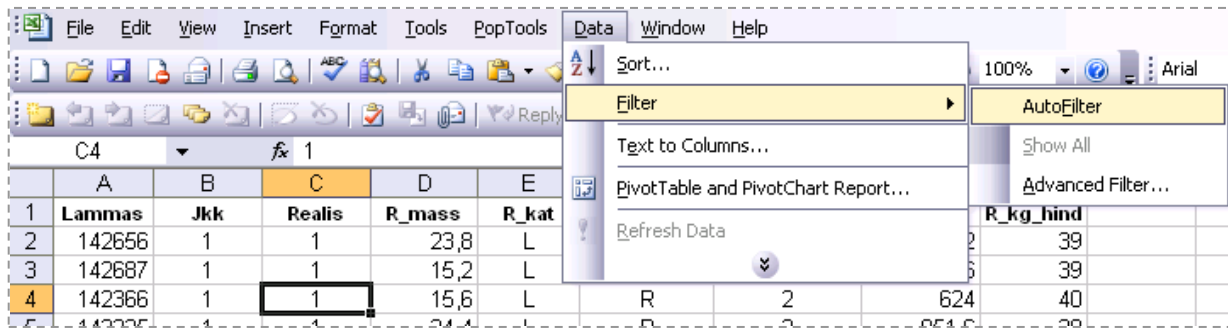 File Edit View Insert Format Tools PopTools Data Window Help
Sort...
100% Arial
Filter
AutoFilter
Reply
Text to Columns...
Show All
C4 fx 1
PivotTable and PivotChart Report...
Advanced Filter...
A B C D E
Refresh Data
1 Lammas Jkk Realis R_mass R_kat R_kg_hind
2 142656 1 1 23,8 L 39
3 142687 1 1 15,2 L 39
4 142366 1 1 15,6 L R 2 624 40